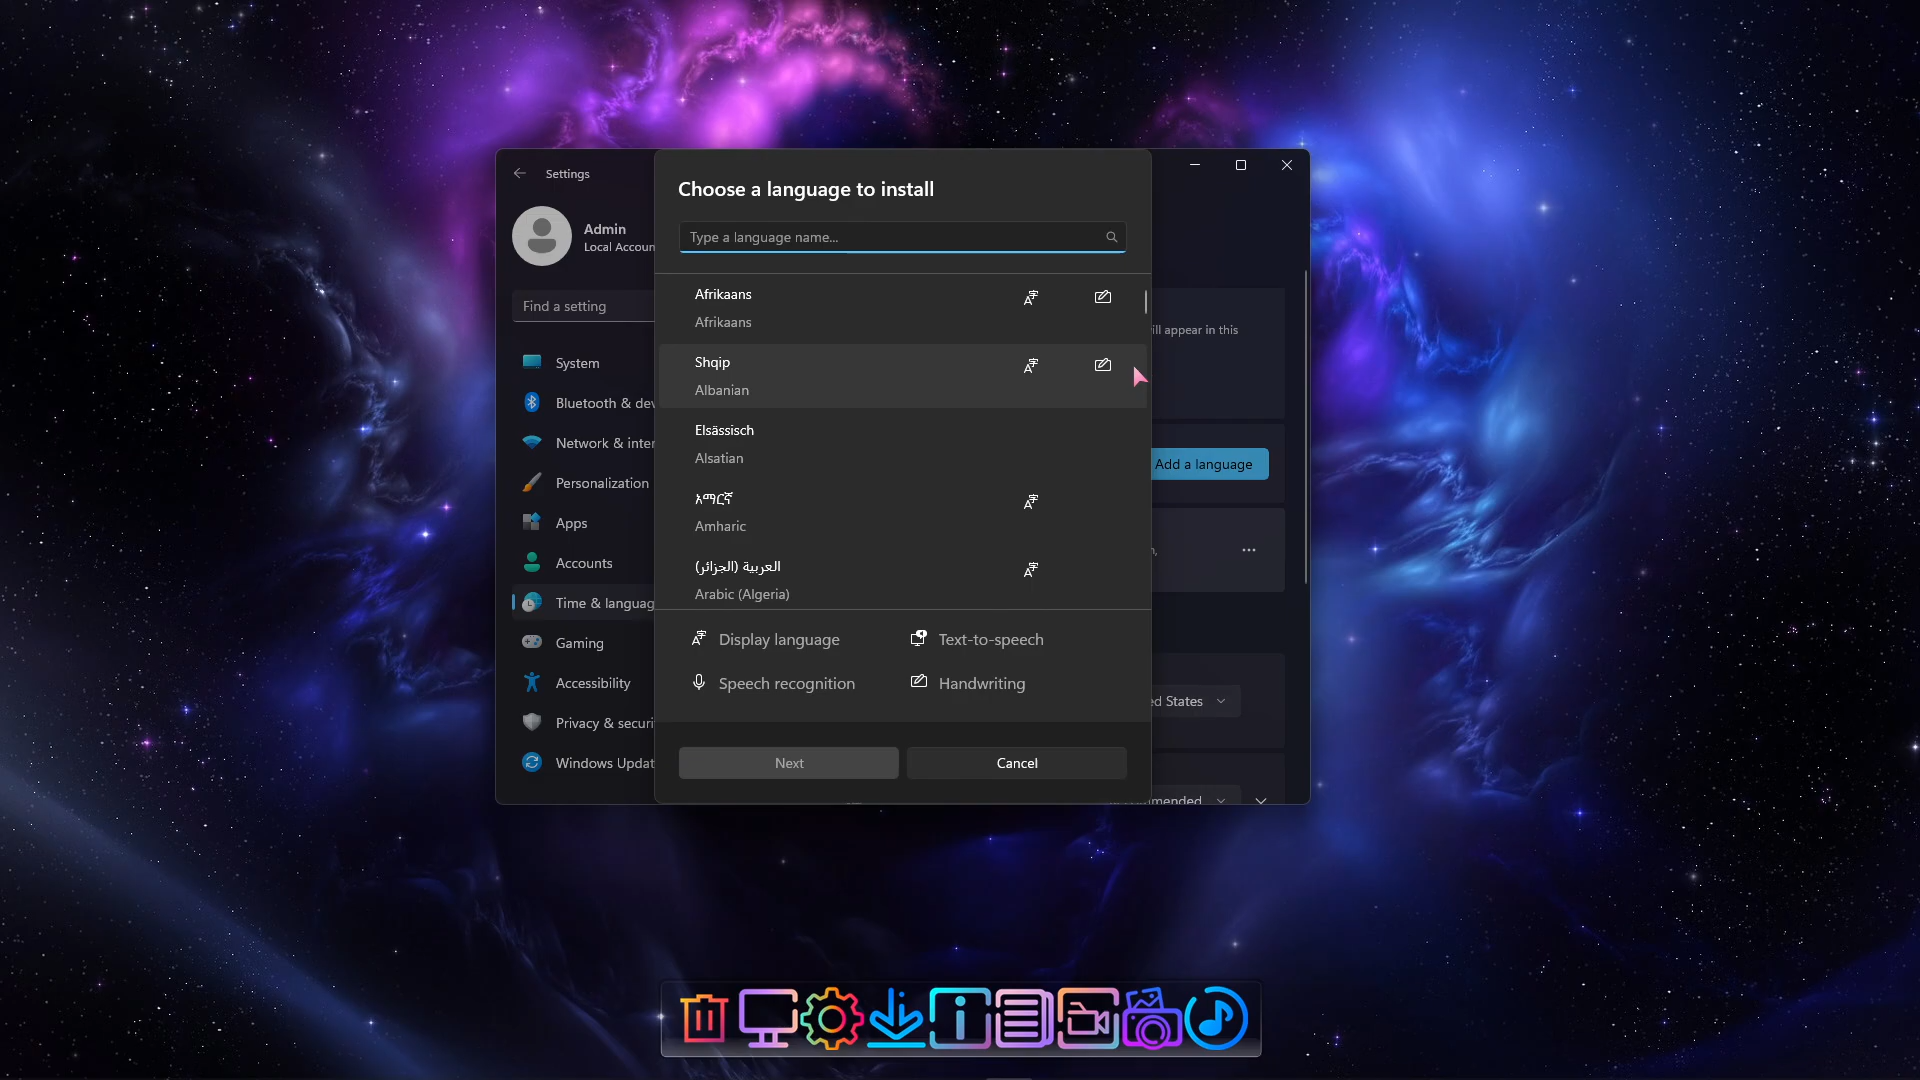 Settings
Admin
Local Accoun
Find a setting
System
Bluetooth & dev
Network & inter
Personalization
Apps
Accounts
Time & languag
Gaming
Accessibility
Privacy & securi
Windows Updat
Choose a language to install
Type a language name...
Afrikaans
Afrikaans
Shqip
Albanian
Elsässisch
Alsatian
አማርኛ
Amharic
العربية (الجزائر)
Arabic (Algeria)
Display language
Text-to-speech
Speech recognition
Handwriting
Next
Cancel
ill appear in this
Add a language
ed States